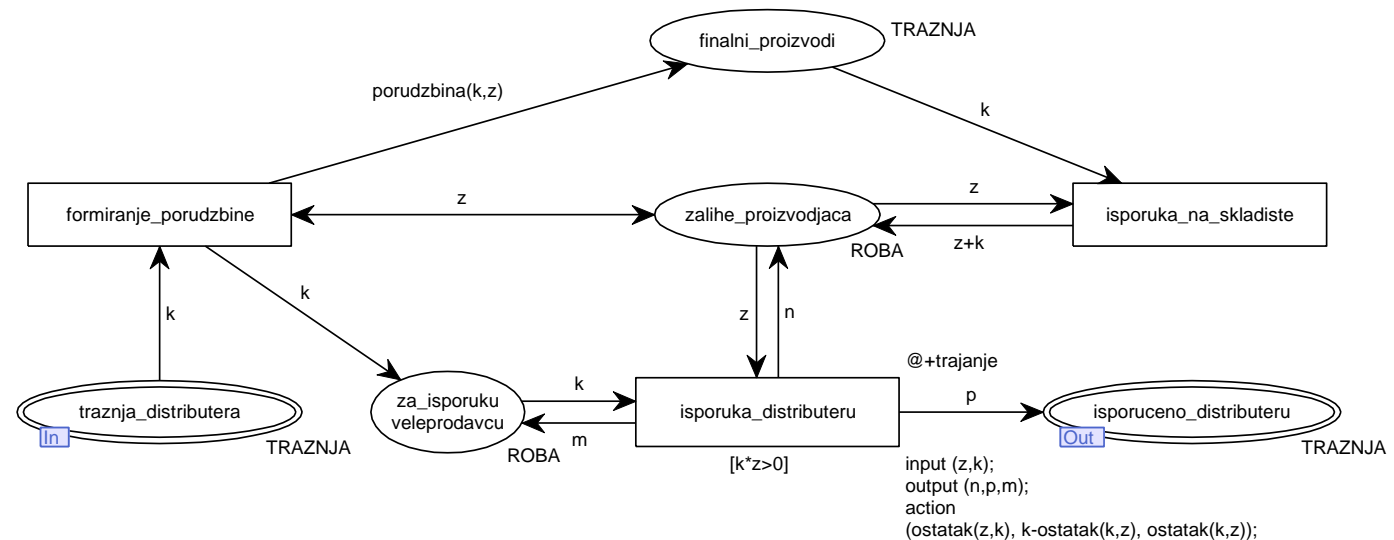 finalni_proizvodi
TRAZNJA
porudzbina(k,z)
k
formiranje_porudzbine
z
zalihe_proizvodjaca
ROBA
z
z+k
isporuka_na_skladiste
k
k
z
n
@+trajanje
traznja_distributera
In
TRAZNJA
za_isporuku
veleprodavcu
ROBA
k
m
isporuka_distributeru
[k*z>0]
p
isporuceno_distributeru
Out
TRAZNJA
input (z,k);
output (n,p,m);
action
(ostatak(z,k), k-ostatak(k,z), ostatak(k,z));